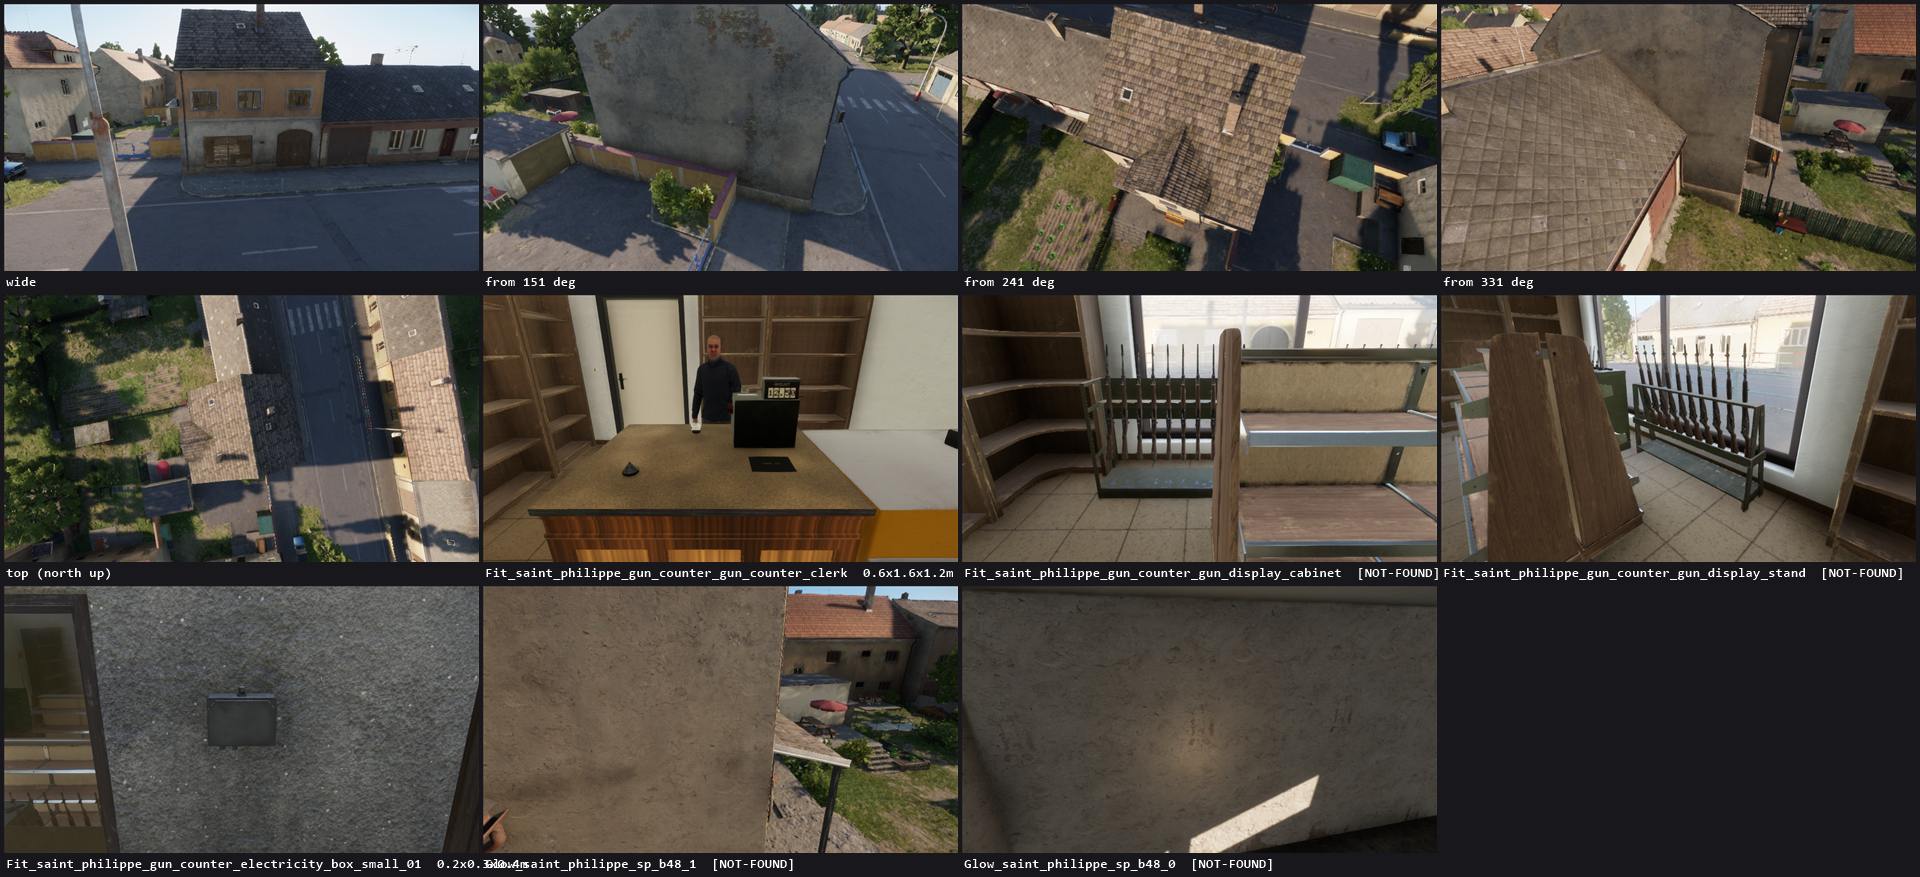 wide
from 151 deg
from 241 deg
from 331 deg
top (north up)
Fit_saint_philippe_gun_counter_gun_counter_clerk 0.6x1.6x1.2m
Fit_saint_philippe_gun_counter_gun_display_cabinet [NOT-FOUND]
Fit_saint_philippe_gun_counter_gun_display_stand [NOT-FOUND]
Fit_saint_philippe_gun_counter_electricity_box_small_01
_saint_philippe_sp_b48_1 [NOT-FOUND]
Glow_saint_philippe_sp_b48_0 [NOT-FOUND]